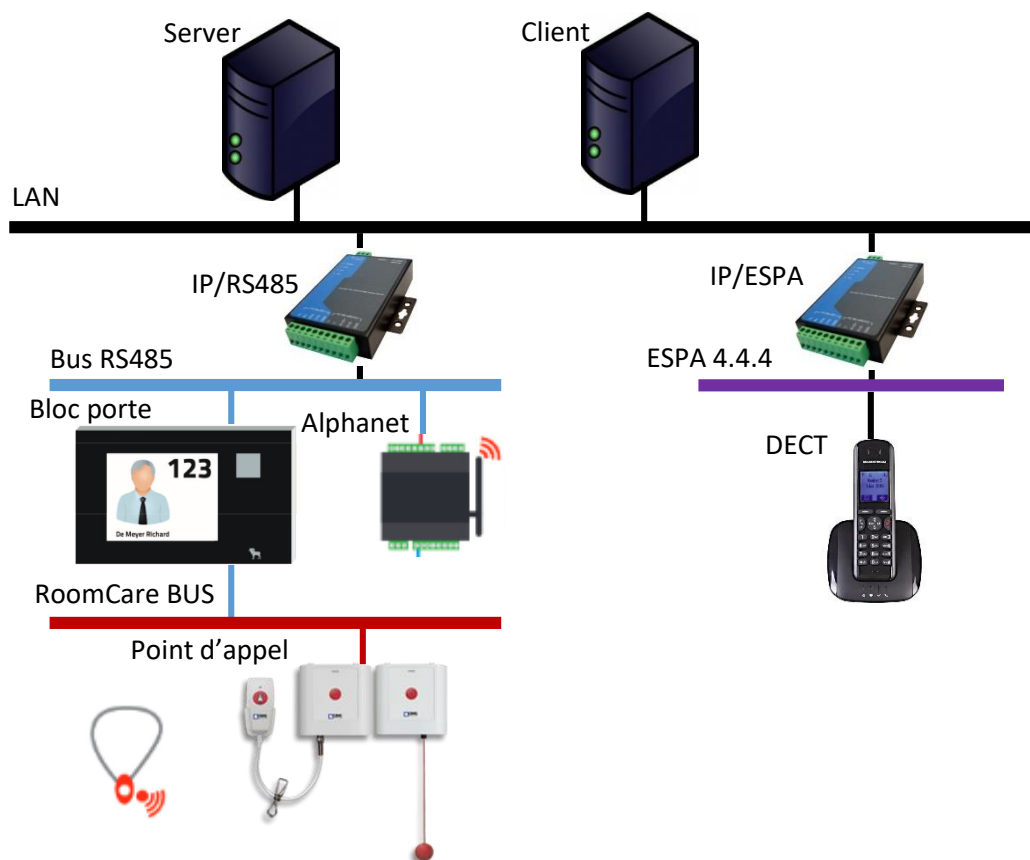 Server
Client
LAN
IP/RS485
IP/ESPA
Bus RS485
ESPA 4.4.4
Bloc porte
Alphanet
DECT
123
De Meyer Richard
RoomCare BUS
Point d’appel